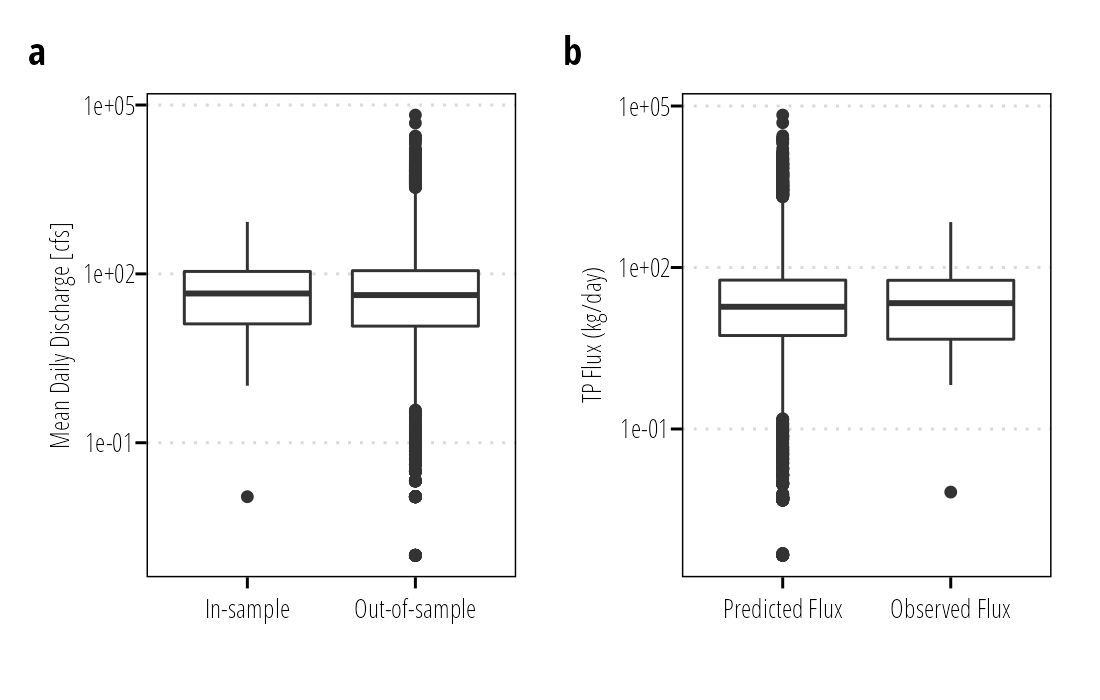 a
1e+05
1e+02
1e-01
Mean Daily Discharge [cfs]
In-sample
Out-of-sample
b
1e+05
1e+02
1e-01
TP Flux (kg/day)
Predicted Flux
Observed Flux